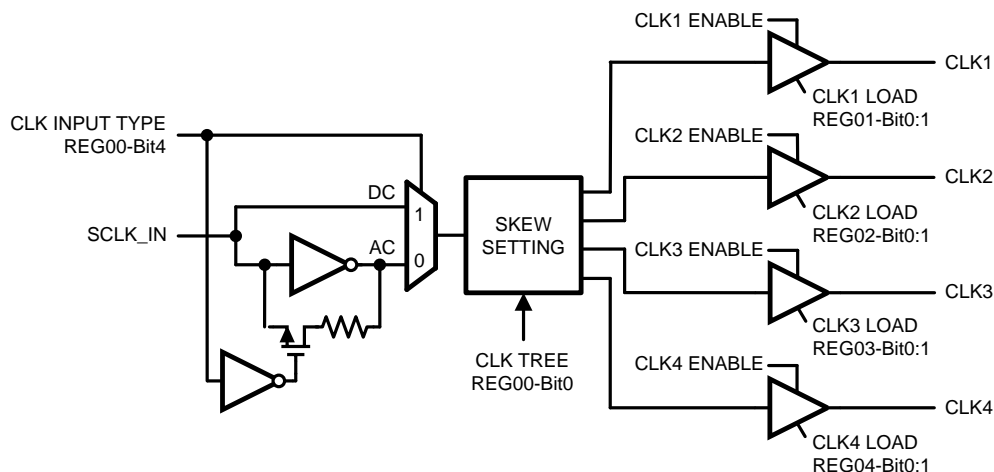 CLK1 ENABLE
CLK1
CLK1 LOAD
REG01-Bit0:1
CLK INPUT TYPE
REG00-Bit4
CLK2 ENABLE
CLK2
CLK2 LOAD
REG02-Bit0:1
DC
1
SCLK_IN
AC
0
SKEW
SETTING
CLK3 ENABLE
CLK3
CLK3 LOAD
REG03-Bit0:1
CLK TREE
REG00-Bit0
CLK4 ENABLE
CLK4
CLK4 LOAD
REG04-Bit0:1